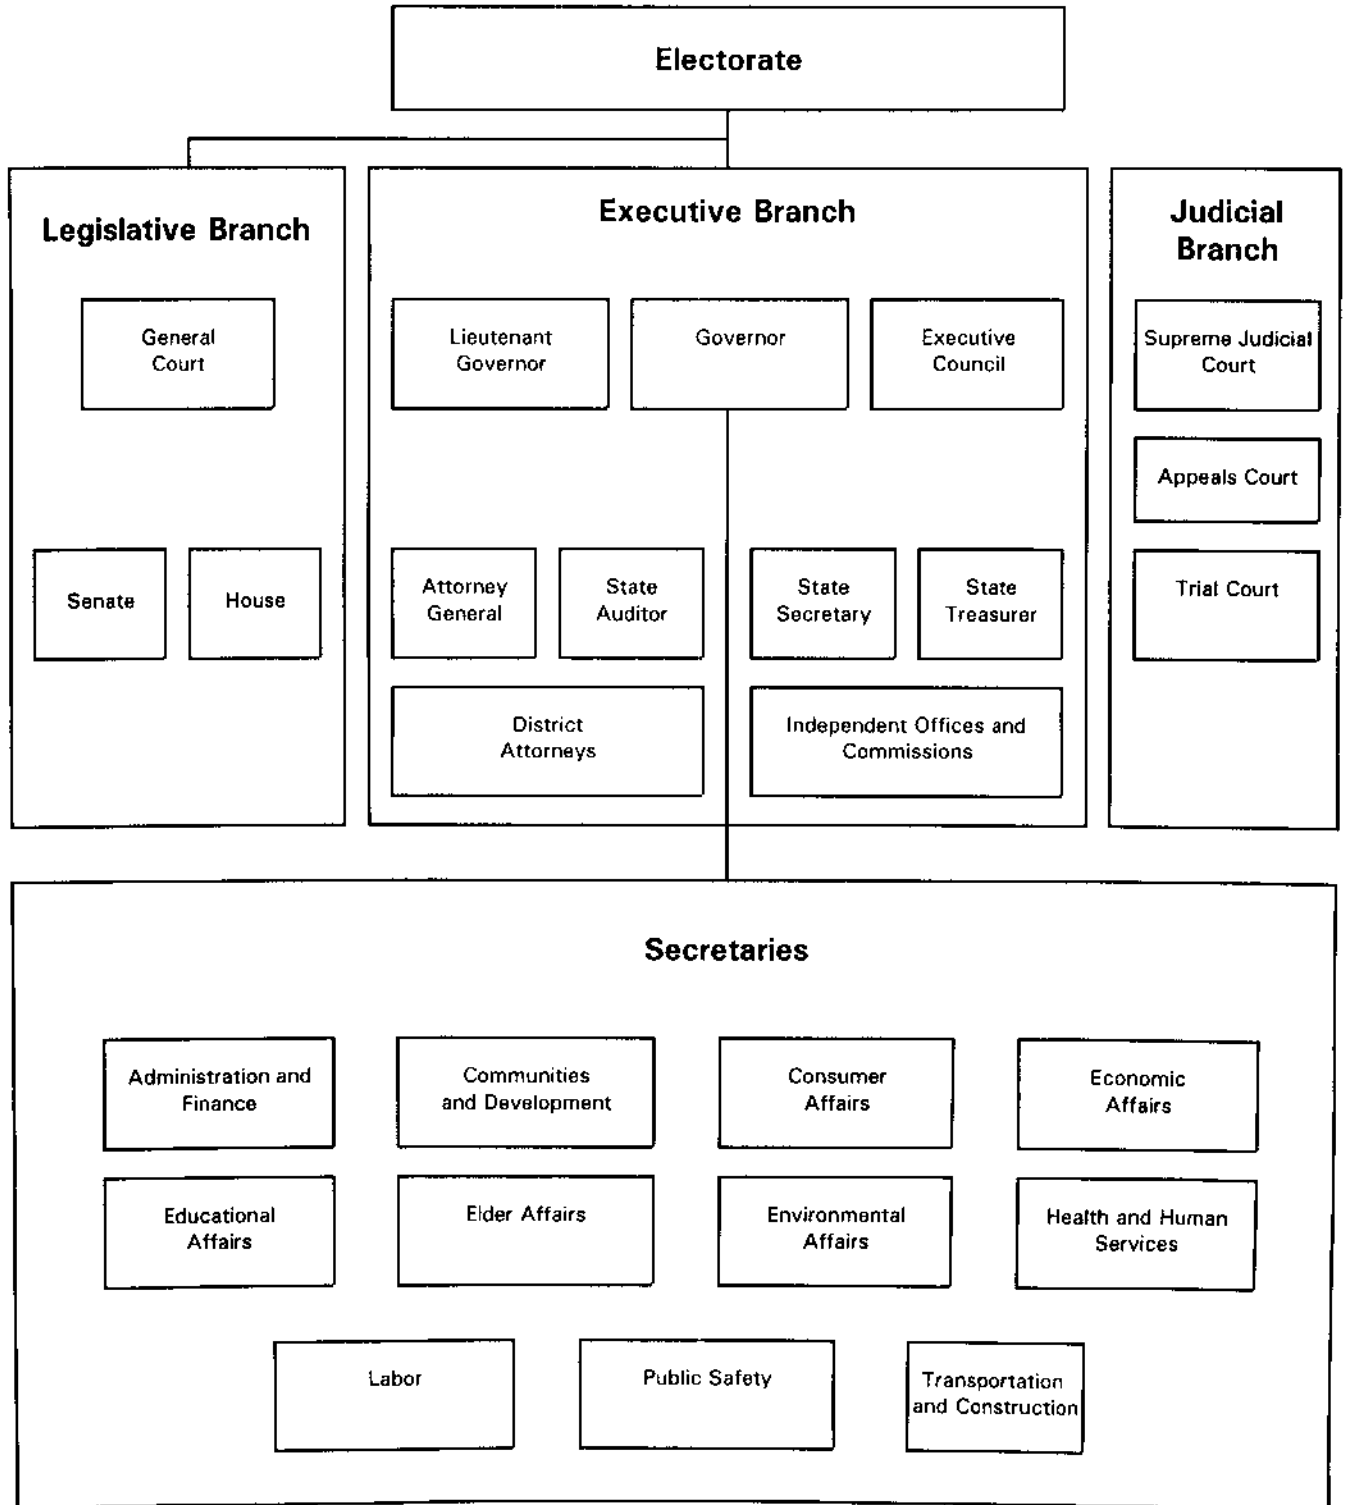 Electorate
Legislative Branch
General
Court
Senate
House
Executive Branch
Lieutenant
Governor
Governor
Executive
Council
Attorney
General
State
Auditor
State
Secretary
State
Treasurer
District
Attorneys
Independent Offices and
Commissions
Judicial
Branch
Supreme Judicial
Court
Appeals Court
Trial Court
Secretaries
Administration and
Finance
Communities
and Development
Consumer
Affairs
Economic
Affairs
Educational
Affairs
Elder Affairs
Environmental
Affairs
Health and Human
Services
Labor
Public Safety
Transportation
and Construction